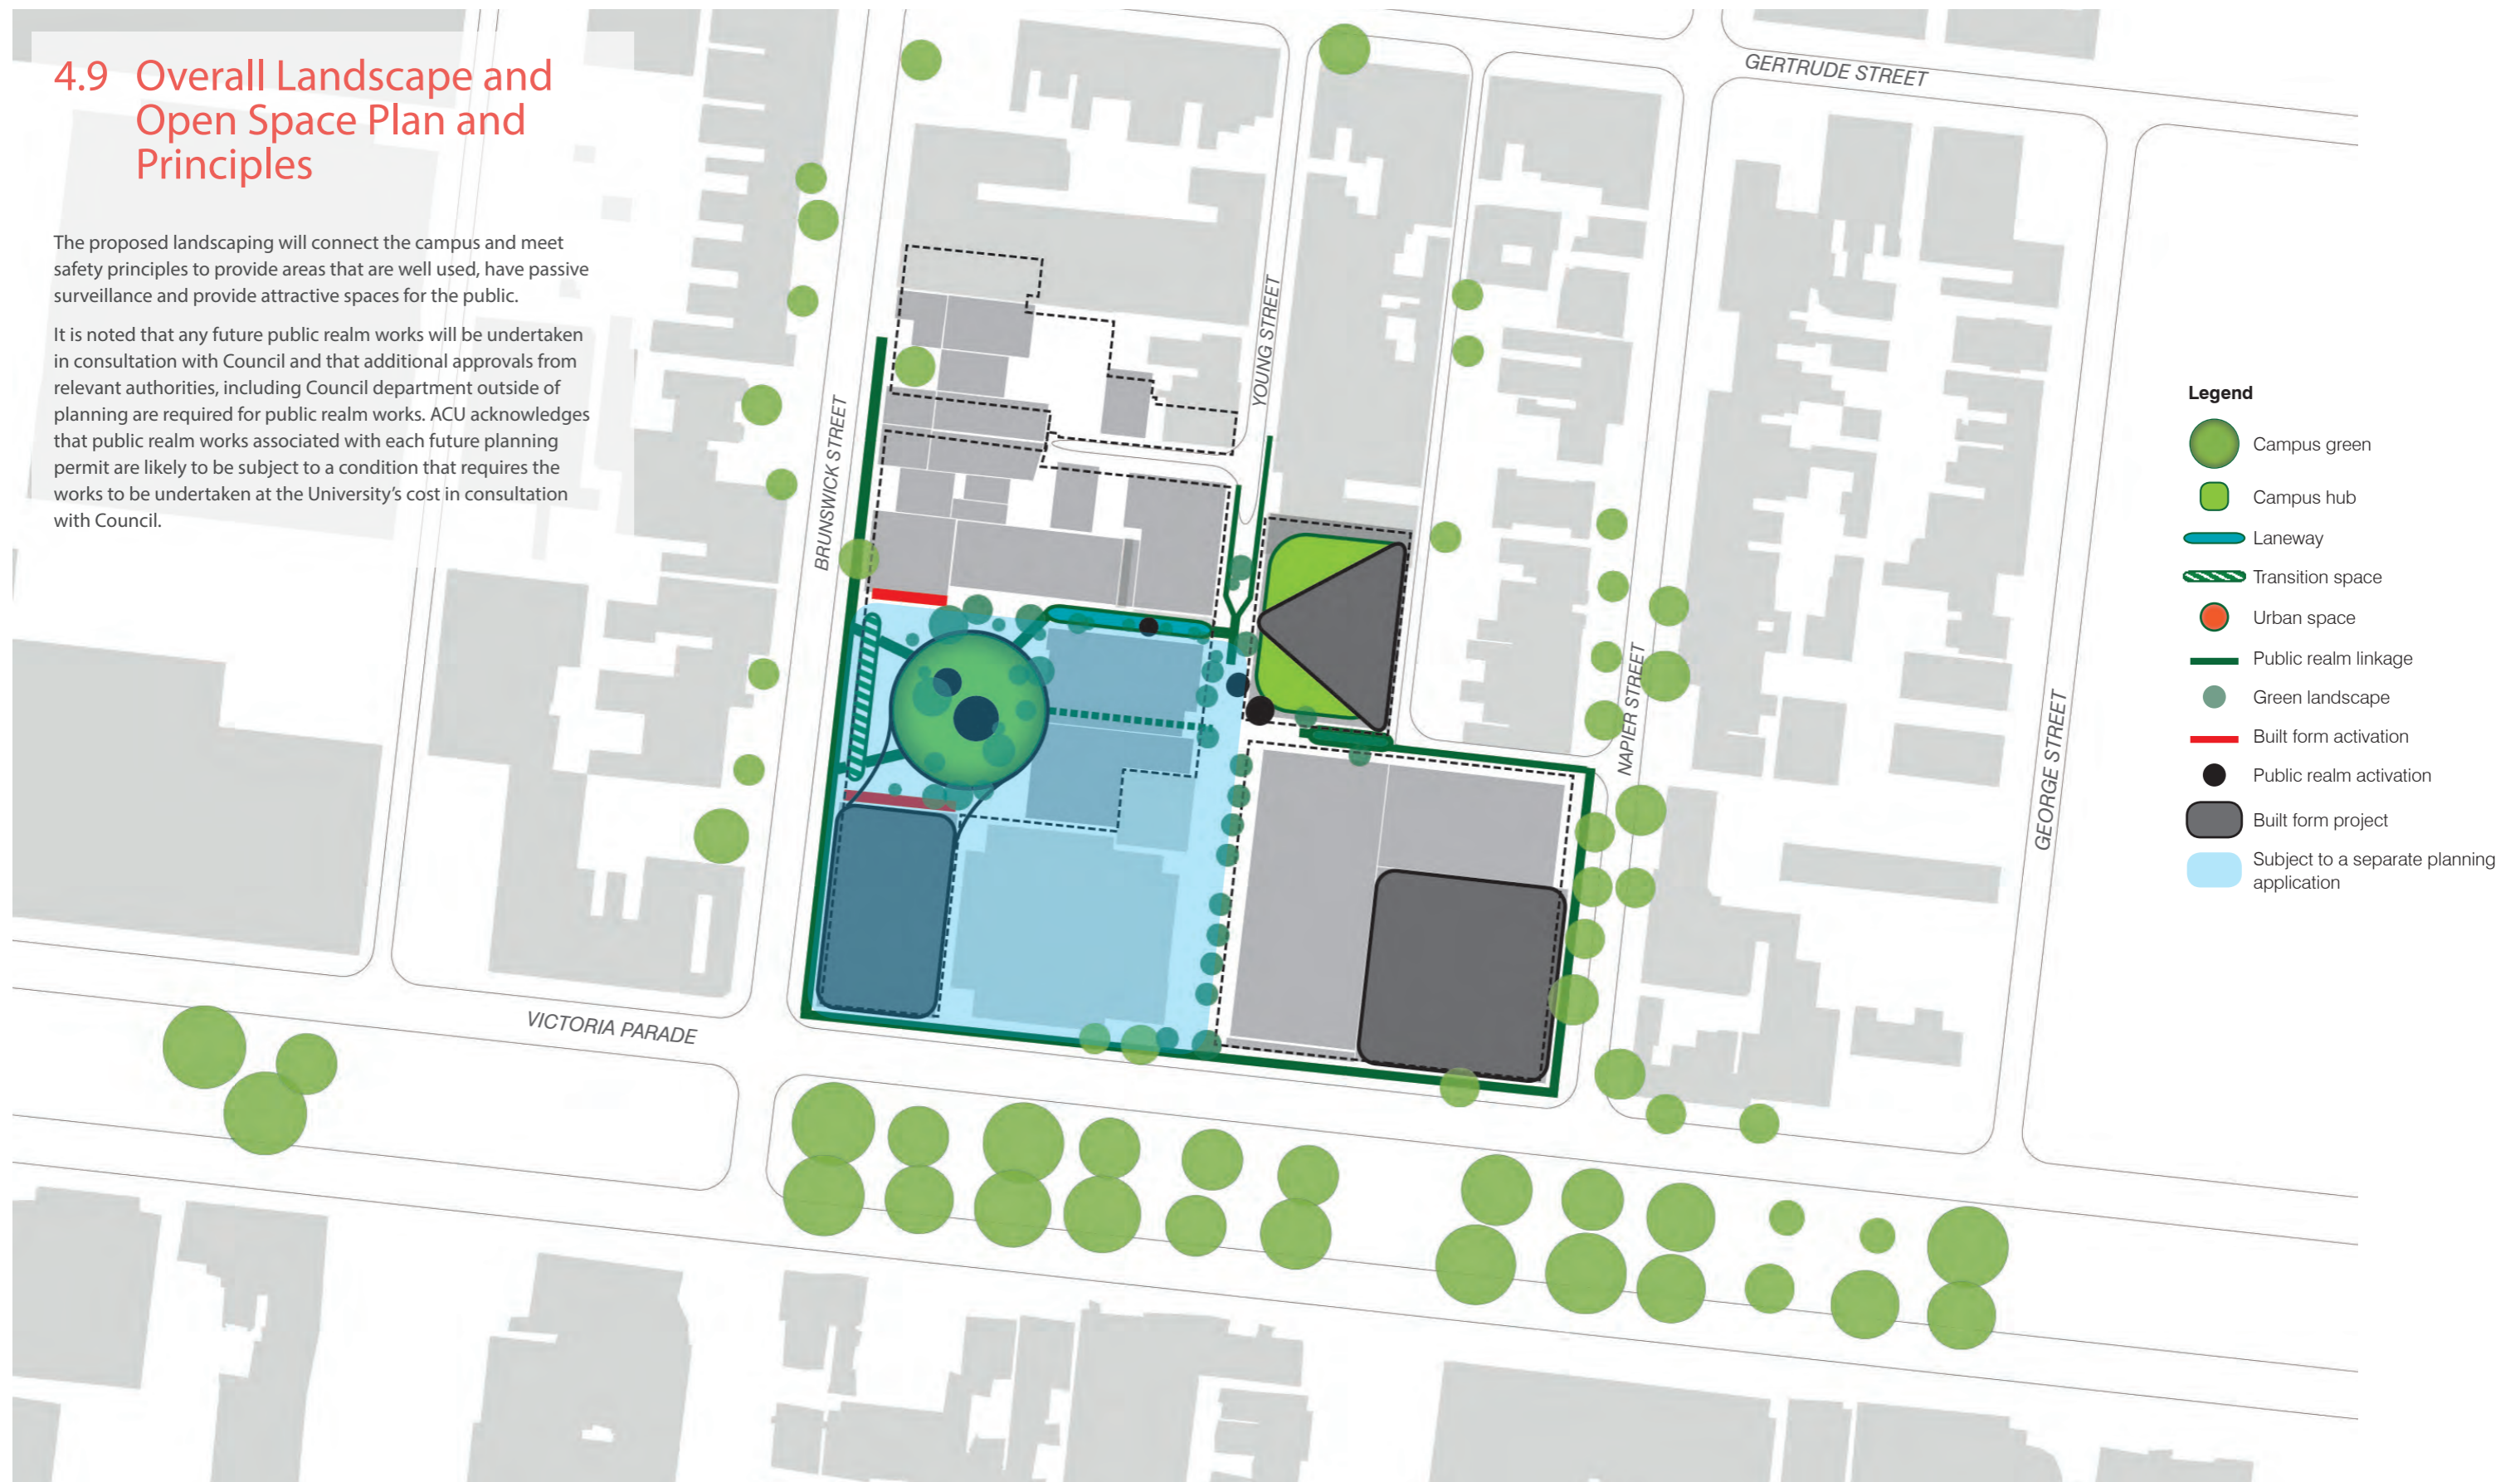 4.9 Overall Landscape and
Open Space Plan and
Principles
The proposed landscaping will connect the campus and meet
safety principles to provide areas that are well used, have passive
surveillance and provide attractive spaces for the public.
It is noted that any future public realm works will be undertaken
in consultation with Council and that additional approvals from
relevant authorities, including Council department outside of
planning are required for public realm works. ACU acknowledges
that public realm works associated with each future planning
permit are likely to be subject to a condition that requires the
works to be undertaken at the University’s cost in consultation
with Council.
GERTRUDE STREET
YOUNG STREET
BRUNSWICK STREET
NAPIER STREET
GEORGE STREET
VICTORIA PARADE
Legend
Campus green
Campus hub
Laneway
Transition space
Urban space
Public realm linkage
Green landscape
Built form activation
Public realm activation
Built form project
Subject to a separate planning
application